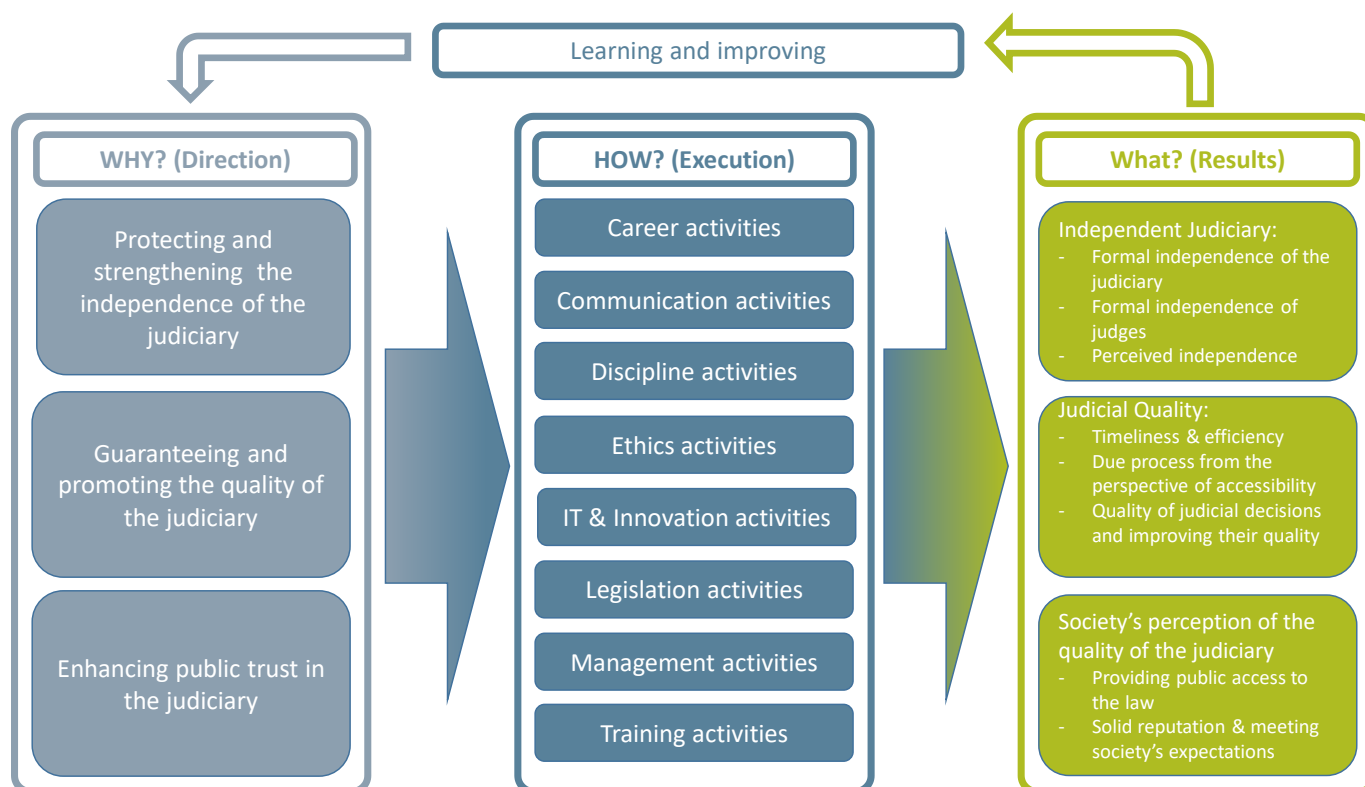 Learning and improving
WHY? (Direction)
Protecting and
strengthening the
independence of the
judiciary
Guaranteeing and
promoting the quality of
the judiciary
Enhancing public trust in
the judiciary
HOW? (Execution)
Career activities
Communication activities
Discipline activities
Ethics activities
IT & Innovation activities
Legislation activities
Management activities
Training activities
What? (Results)
Independent Judiciary:
- Formal independence of the
judiciary
- Formal independence of
judges
- Perceived independence
Judicial Quality:
- Timeliness & efficiency
- Due process from the
perspective of accessibility
- Quality of judicial decisions
and improving their quality
Society’s perception of the
quality of the judiciary
- Providing public access to
the law
- Solid reputation & meeting
society’s expectations